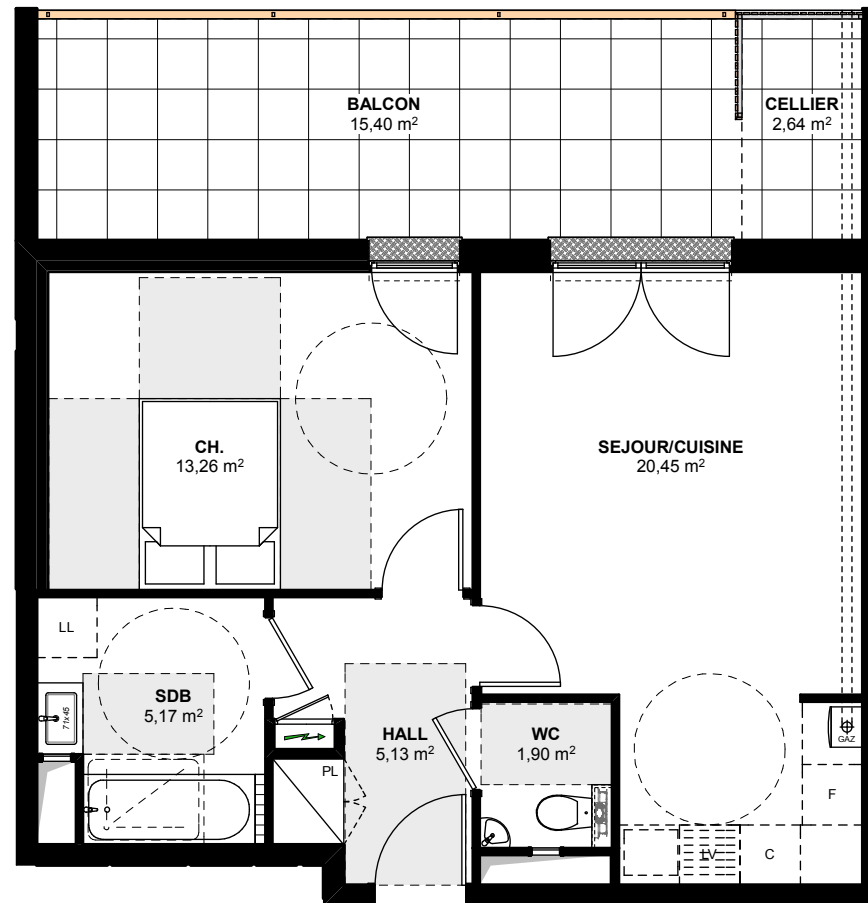 BALCON
15,40 m²
CELLIER
2,64 m²
CH.
13,26 m²
SEJOUR/CUISINE
20,45 m²
LL
71x45
SDB
5,17 m²
HALL
5,13 m²
WC
1,90 m²
PL
GAZ
F
LV
C